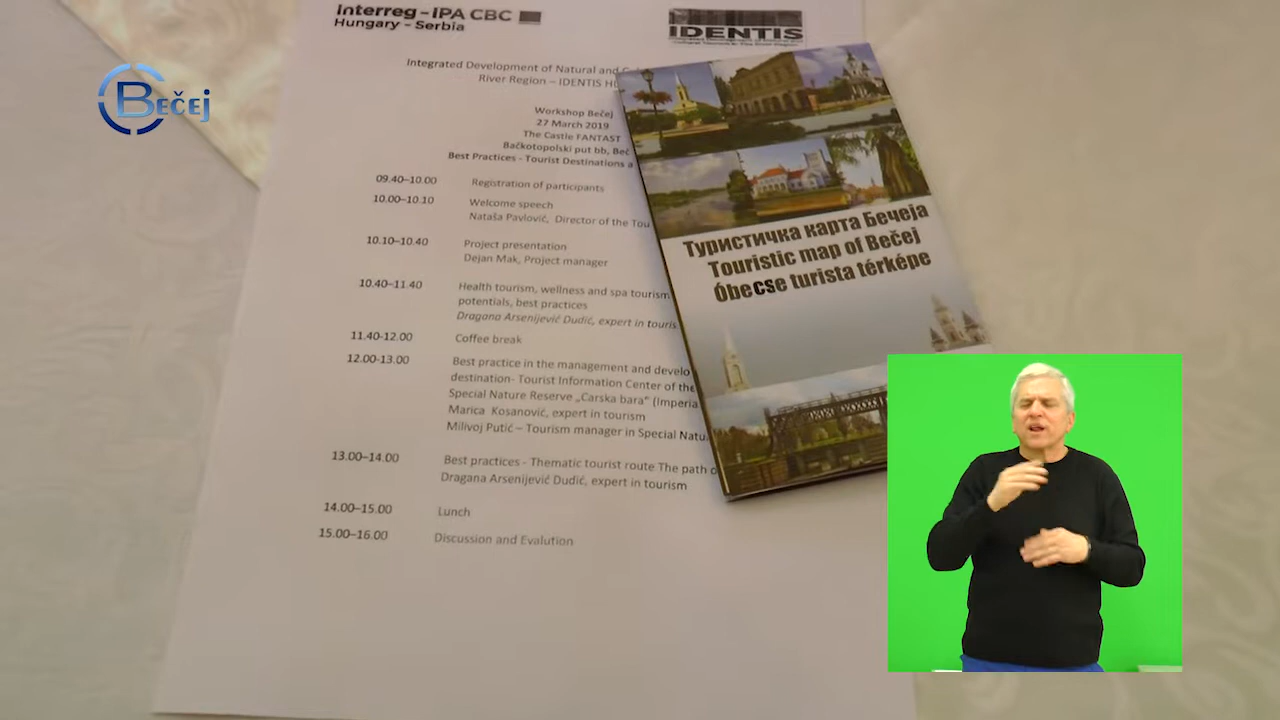 BEČEJ
Interreg – IPA CBC
Hungary – Serbia
IDENTIS
Integrated Development of Natural and
River Region – IDENTIS
Workshop Bečej
27 March 2019
The Castle FANTAST
Bačkotopolski put bb,
Best Practices - Tourist Destinations
09.40–10.00 Registration of participants
10.00–10.10 Welcome speech
Nataša Pavlović, Director of the
10.10–10.40 Project presentation
Dejan Mak, Project manager
10.40–11.40 Health tourism, wellness and spa tourism
potentials, best practices
Dragana Arsenijević Dudić, expert in
11.40-12.00 Coffee break
12.00-13.00 Best practice in the management and
destination- Tourist Information Center of the
Special Nature Reserve „Carska bara“
Marica Kosanović, expert in tourism
Milivoj Putić – Tourism manager in Special
13.00–14.00 Best practices - Thematic tourist route The path
Dragana Arsenijević Dudić, expert in tourism
14.00–15.00 Lunch
15.00–16.00 Discussion and Evalution
Туристичка карта Бечеја
Touristic map of Bečej
Óbecse turista térképe